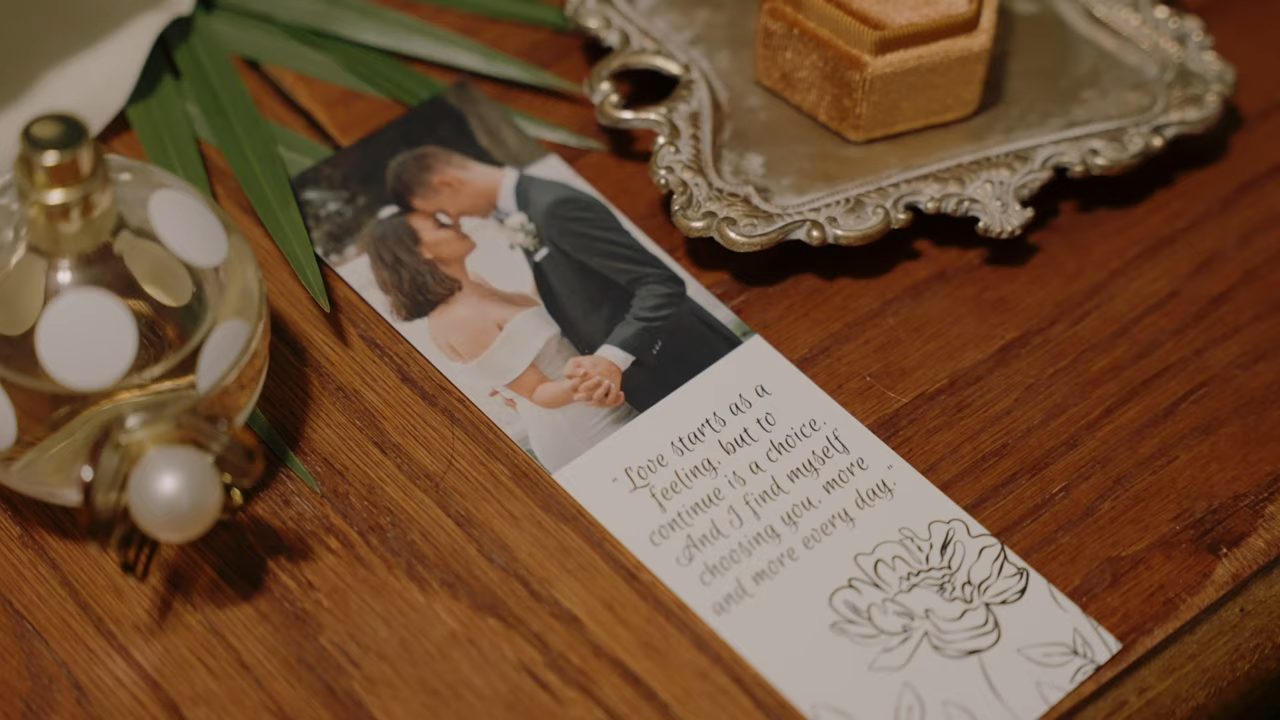 "Love starts as a
feeling, but to
continue is a choice.
And I find myself
choosing you, more
and more every day."